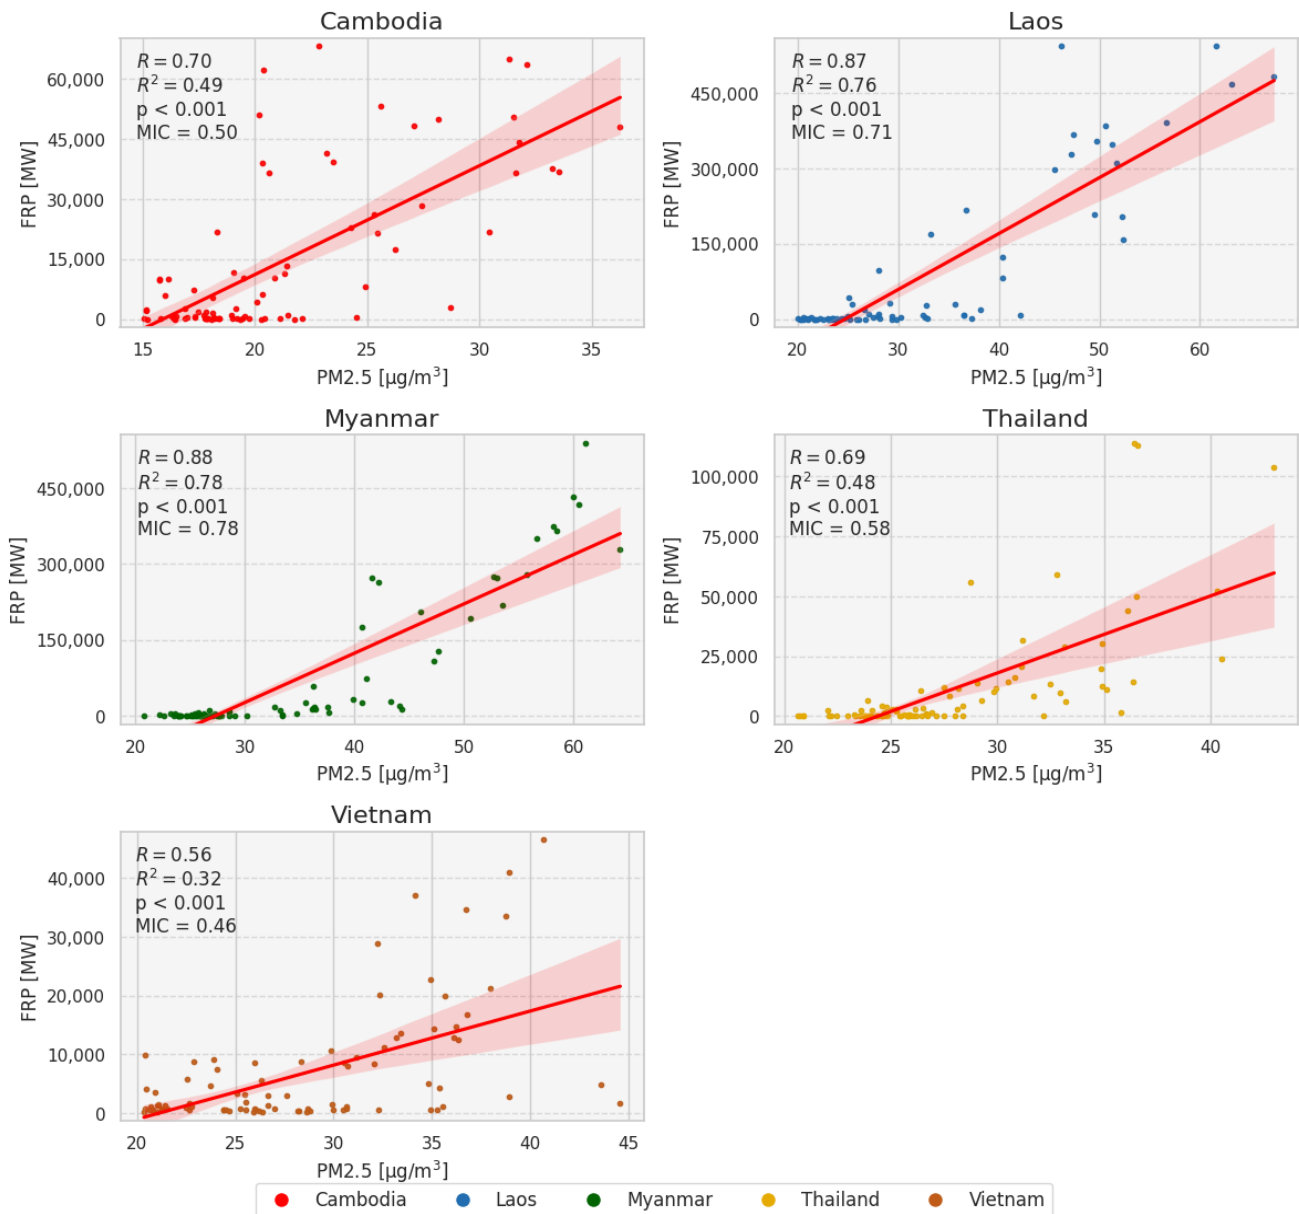 Cambodia
R = 0.70
R² = 0.49
p < 0.001
MIC = 0.50
FRP [MW]
60,000
45,000
30,000
15,000
0
15 20 25 30 35
PM2.5 [µg/m³]
Laos
R = 0.87
R² = 0.76
p < 0.001
MIC = 0.71
FRP [MW]
450,000
300,000
150,000
0
20 30 40 50 60
PM2.5 [µg/m³]
Myanmar
R = 0.88
R² = 0.78
p < 0.001
MIC = 0.78
FRP [MW]
450,000
300,000
150,000
0
20 30 40 50 60
PM2.5 [µg/m³]
Thailand
R = 0.69
R² = 0.48
p < 0.001
MIC = 0.58
FRP [MW]
100,000
75,000
50,000
25,000
0
20 25 30 35 40
PM2.5 [µg/m³]
Vietnam
R = 0.56
R² = 0.32
p < 0.001
MIC = 0.46
FRP [MW]
40,000
30,000
20,000
10,000
0
20 25 30 35 40 45
PM2.5 [µg/m³]
Cambodia Laos Myanmar Thailand Vietnam